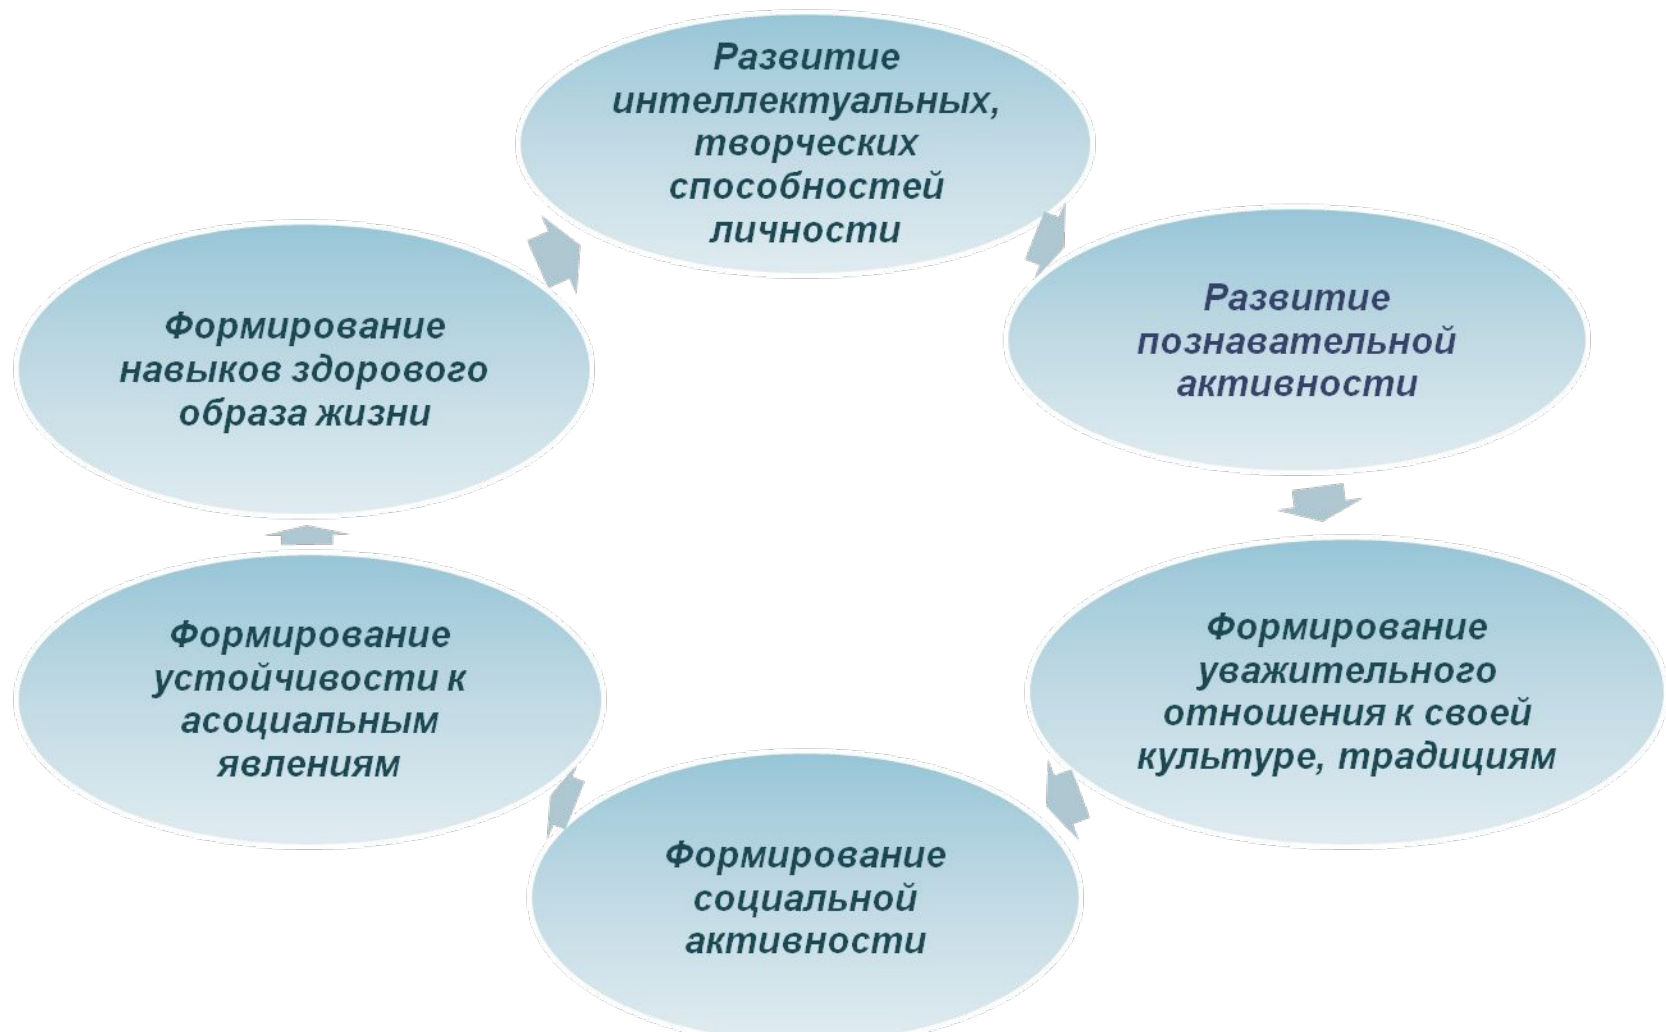 Развитие
интеллектуальных,
творческих
способностей
личности
Развитие
познавательной
активности
Формирование
уважительного
отношения к своей
культуре, традициям
Формирование
социальной
активности
Формирование
устойчивости к
асоциальным
явлениям
Формирование
навыков здорового
образа жизни